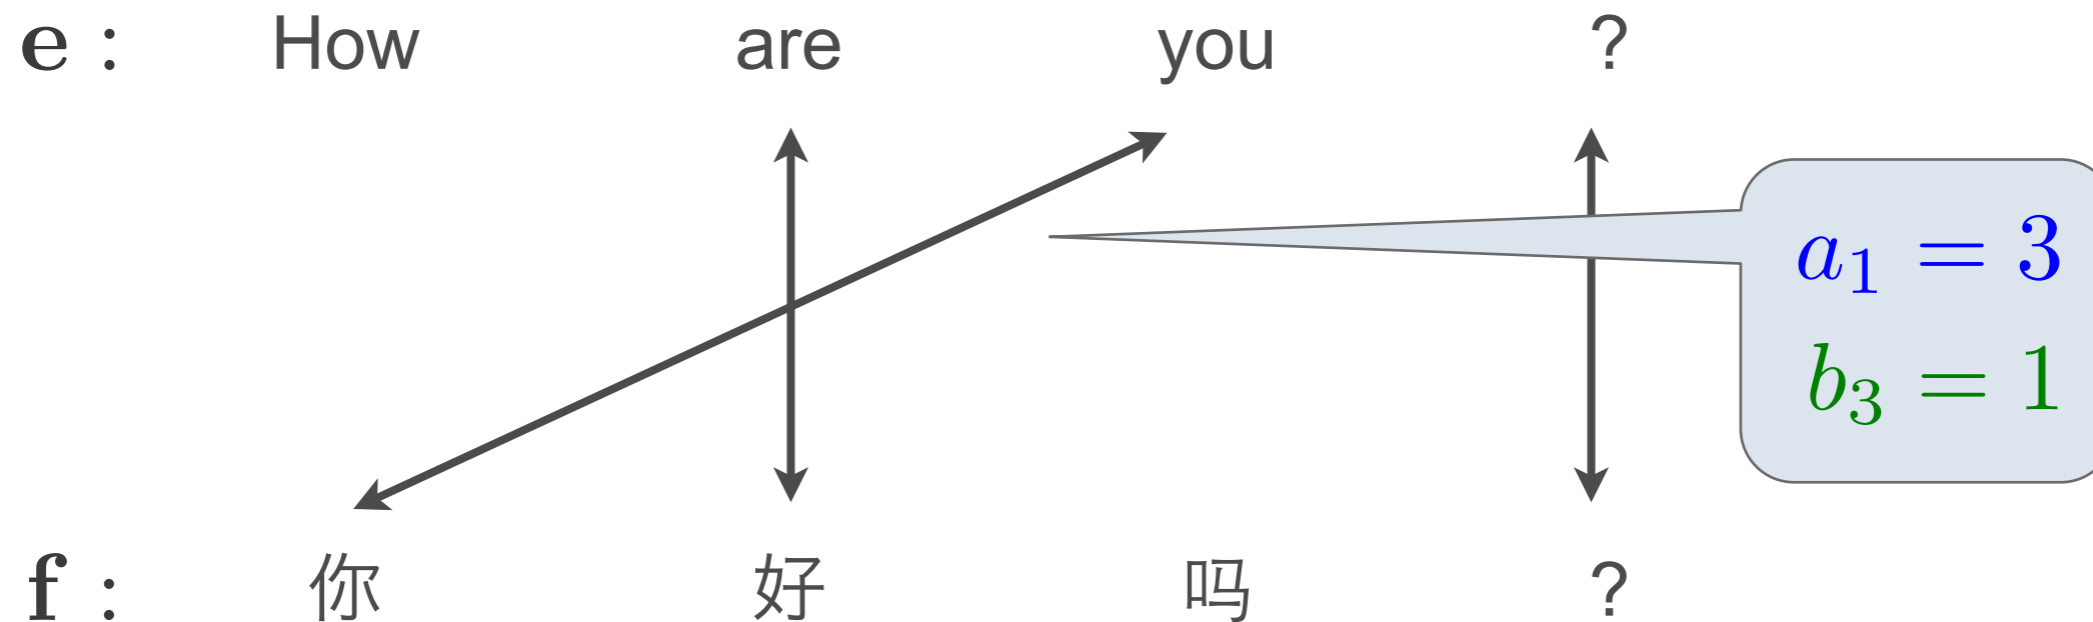 e : How are you ?
a₁ = 3
b₃ = 1
f : 你 好 吗 ?